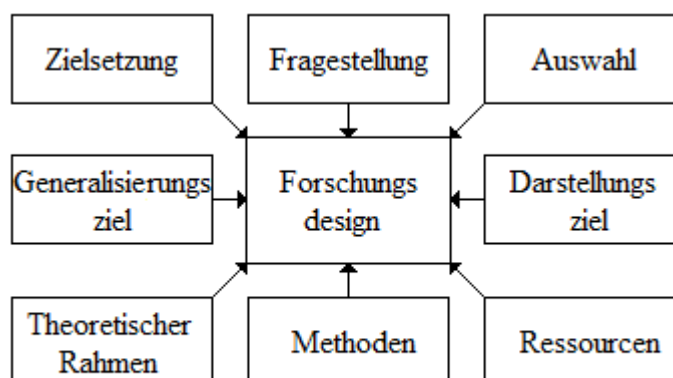 Zielsetzung
Fragestellung
Auswahl
Generalisierungs
ziel
Forschungs
design
Darstellungs
ziel
Theoretischer
Rahmen
Methoden
Ressourcen